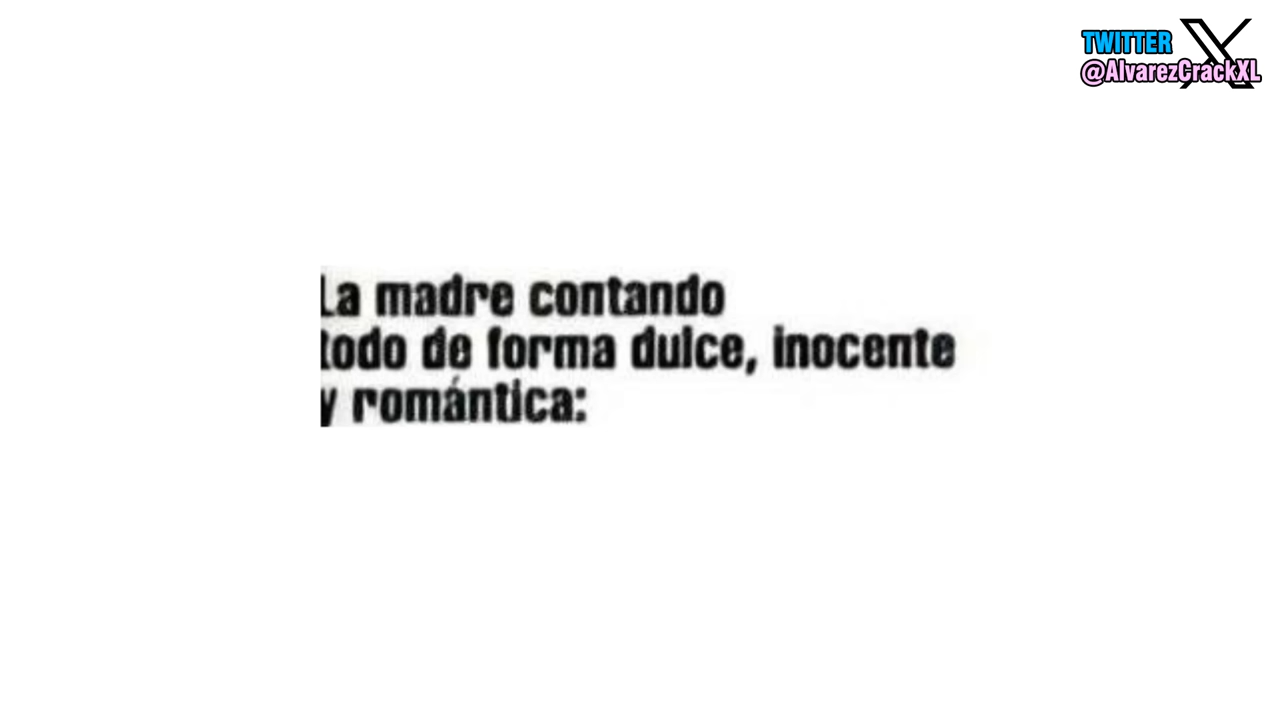 TWITTER
@AlvarezCrackXL
La madre contando
todo de forma dulce, inocente
y romántica: